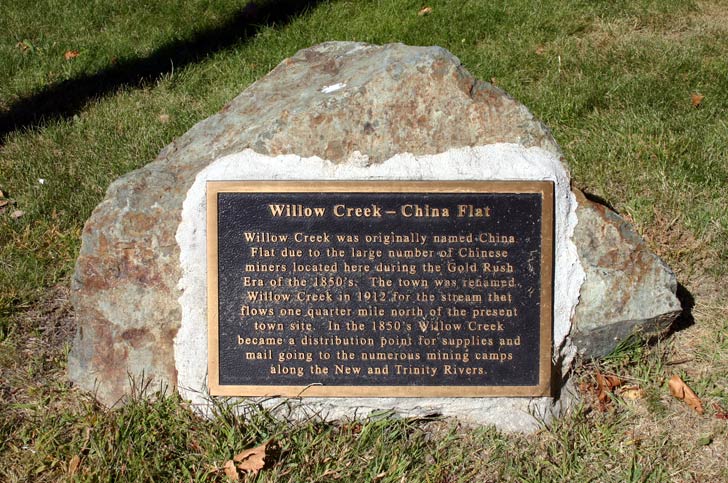 Willow Creek – China Flat
Willow Creek was originally named China
Flat due to the large number of Chinese
miners located here during the Gold Rush
Era of the 1850's. The town was renamed
Willow Creek in 1912 for the stream that
flows one quarter mile north of the present
town site. In the 1850's Willow Creek
became a distribution point for supplies and
mail going to the numerous mining camps
along the New and Trinity Rivers.